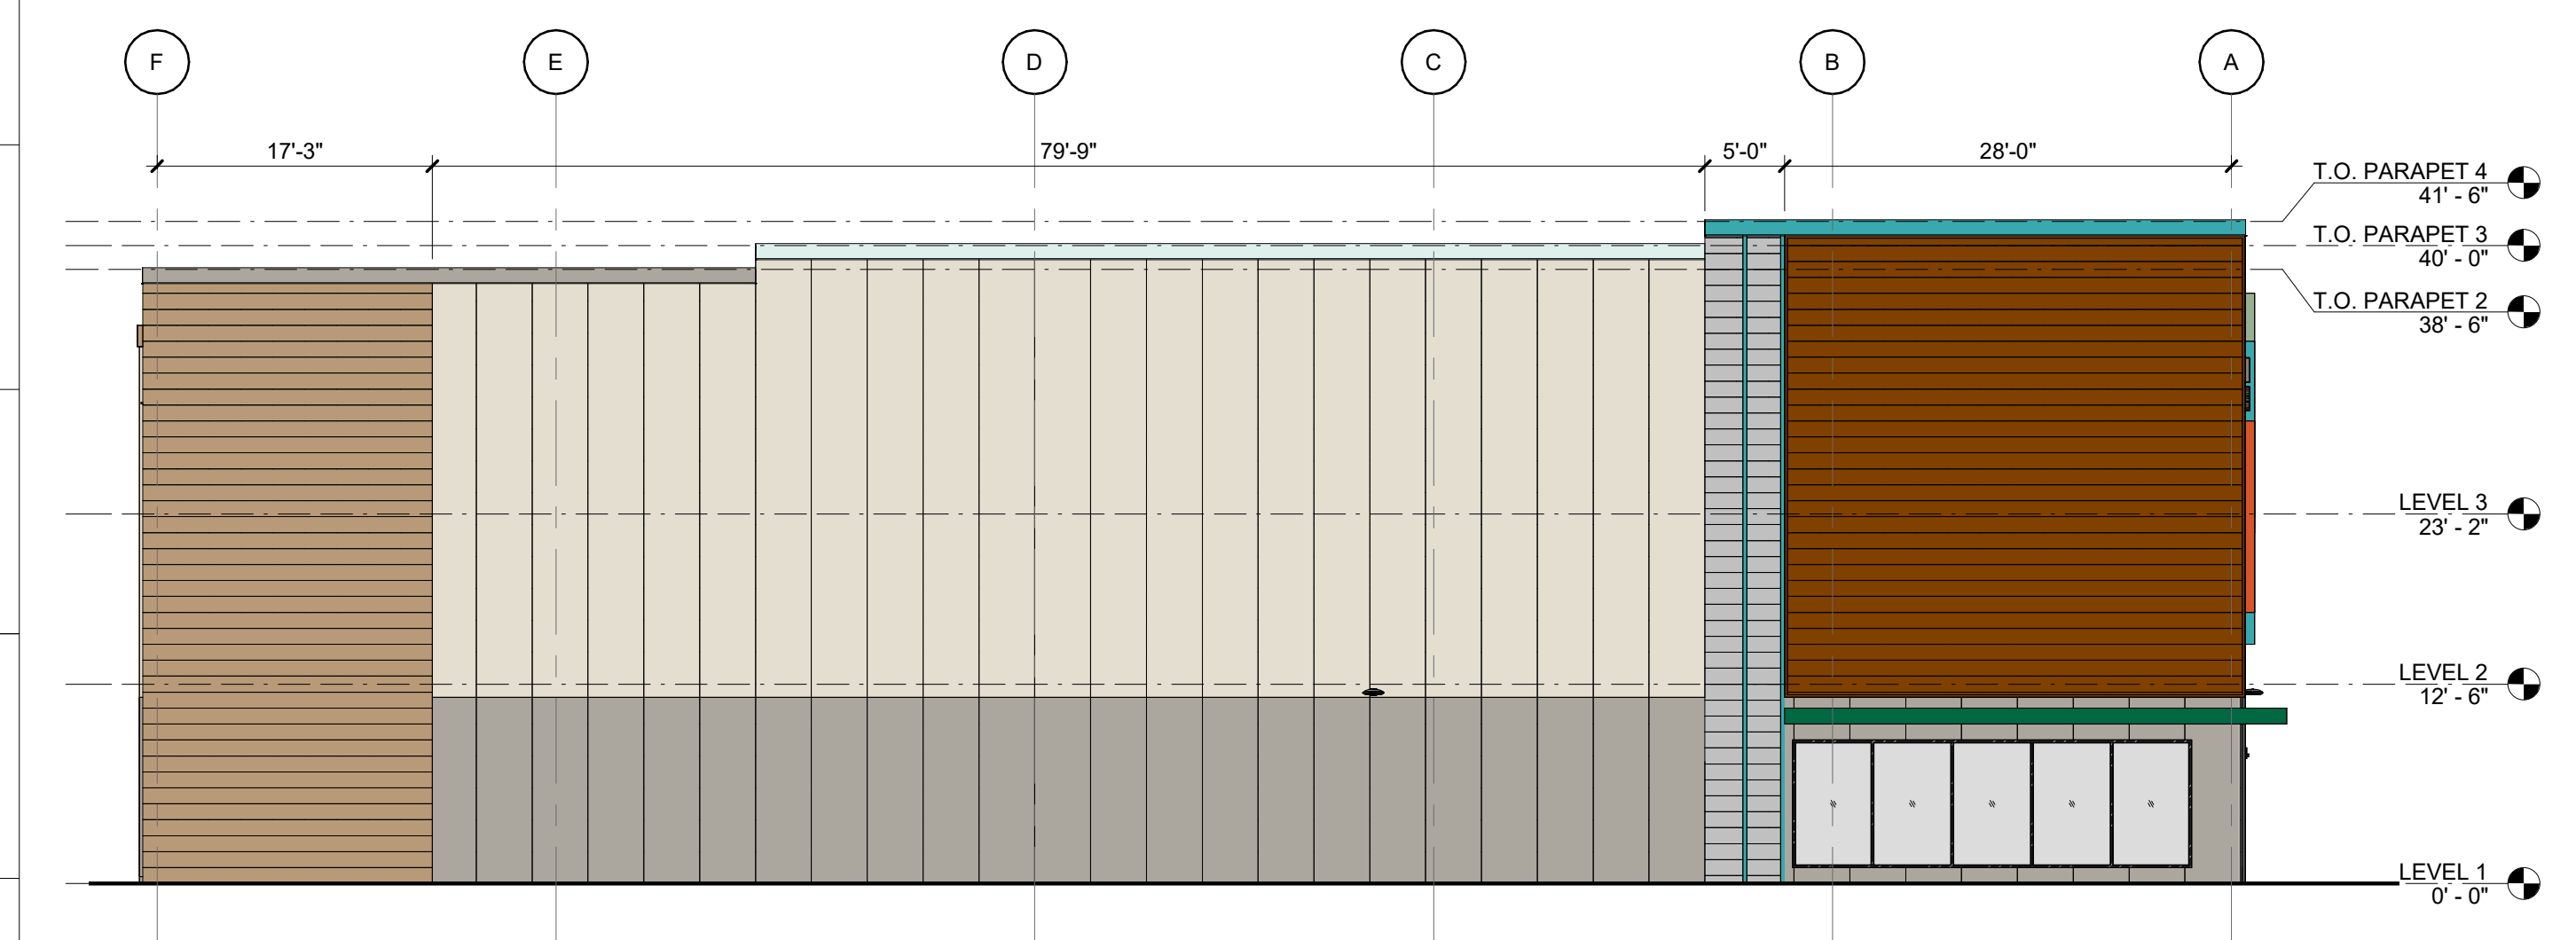 F
E
D
C
B
A
17'-3"
79'-9"
5'-0"
28'-0"
T.O. PARAPET 4
41' - 6"
T.O. PARAPET 3
40' - 0"
T.O. PARAPET 2
38' - 6"
LEVEL 3
23' - 2"
LEVEL 2
12' - 6"
LEVEL 1
0' - 0"